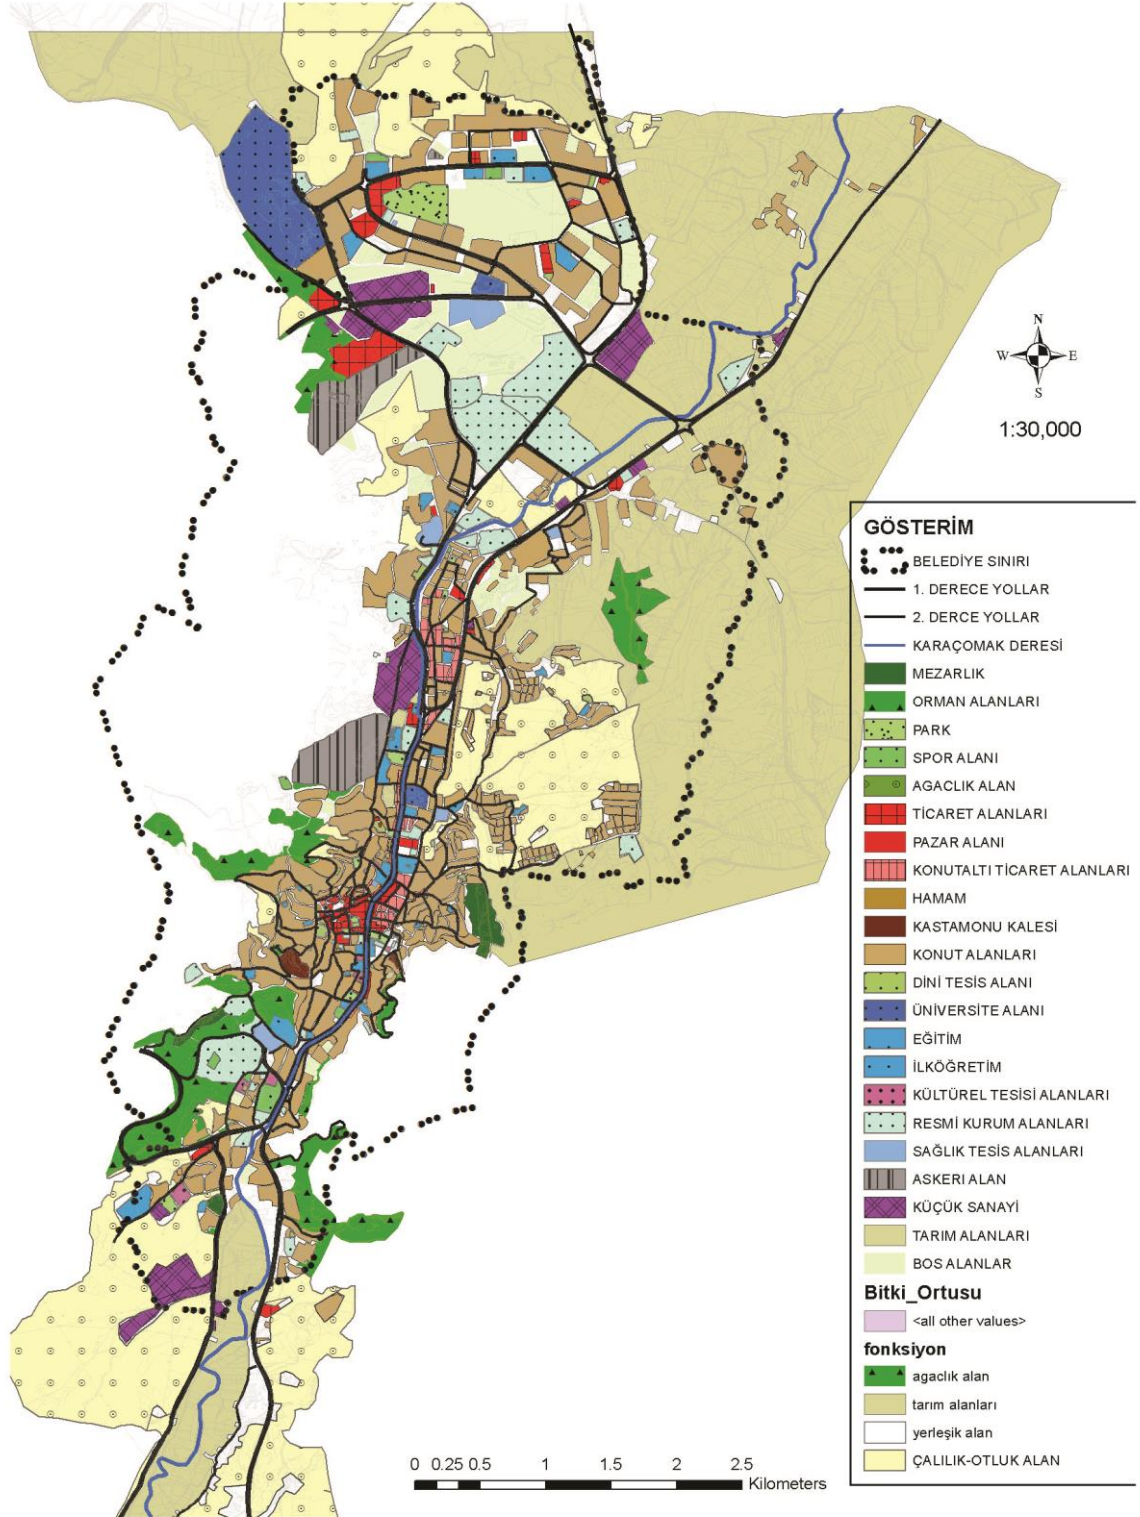 N
W E
S
1:30,000
GÖSTERİM
BELEDİYE SINIRI
1. DERECE YOLLAR
2. DERCE YOLLAR
KARAÇOMAK DERESİ
MEZARLIK
ORMAN ALANLARI
PARK
SPOR ALANI
AGACLIK ALAN
TİCARET ALANLARI
PAZAR ALANI
KONUTALTI TİCARET ALANLARI
HAMAM
KASTAMONU KALESİ
KONUT ALANLARI
DİNİ TESİS ALANI
ÜNİVERSİTE ALANI
EĞİTİM
İLKÖĞRETİM
KÜLTÜREL TESİSİ ALANLARI
RESMİ KURUM ALANLARI
SAĞLIK TESİS ALANLARI
ASKERI ALAN
KÜÇÜK SANAYİ
TARIM ALANLARI
BOS ALANLAR
Bitki_Ortusu
<all other values>
fonksiyon
agaclık alan
tarım alanları
yerleşik alan
ÇALILIK-OTLUK ALAN
0 0.25 0.5 1 1.5 2 2.5
Kilometers